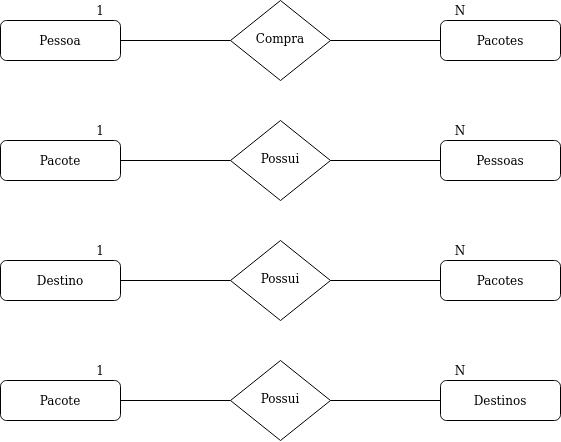 1 N
Pessoa Compra Pacotes
1 N
Pacote Possui Pessoas
1 N
Destino Possui Pacotes
1 N
Pacote Possui Destinos